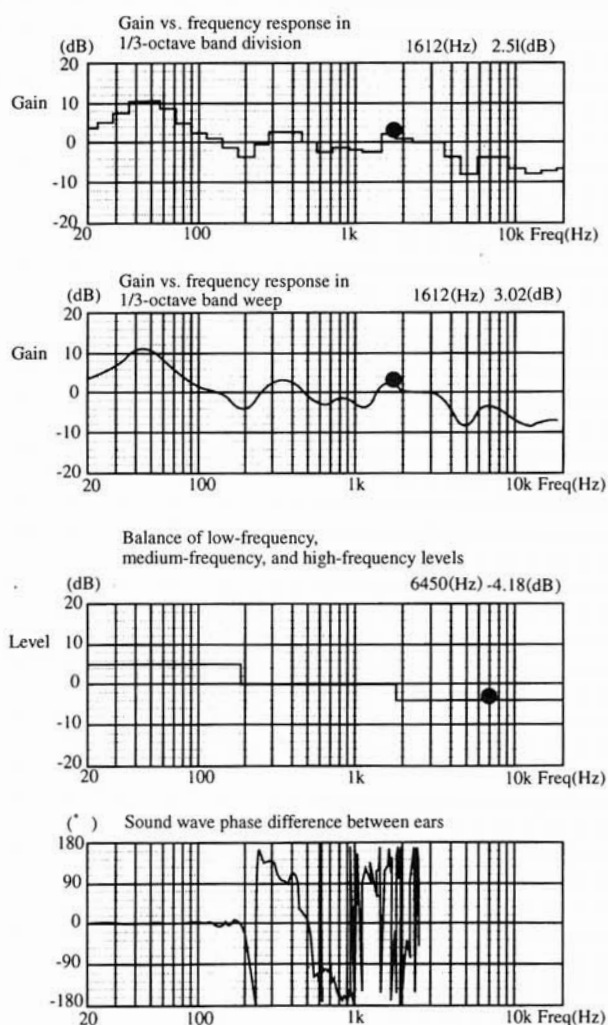 Gain vs. frequency response in
(dB) 1/3-octave band division 1612(Hz) 2.5l(dB)
20
Gain 10
0
-10
-20
20 100 1k 10k Freq(Hz)
Gain vs. frequency response in
(dB) 1/3-octave band weep 1612(Hz) 3.02(dB)
20
Gain 10
0
-10
-20
20 100 1k 10k Freq(Hz)
Balance of low-frequency,
medium-frequency, and high-frequency levels
(dB) 6450(Hz) -4.18(dB)
20
Level 10
0
-10
-20
20 100 1k 10k Freq(Hz)
(° ) Sound wave phase difference between ears
180
90
0
-90
-180
20 100 1k 10k Freq(Hz)